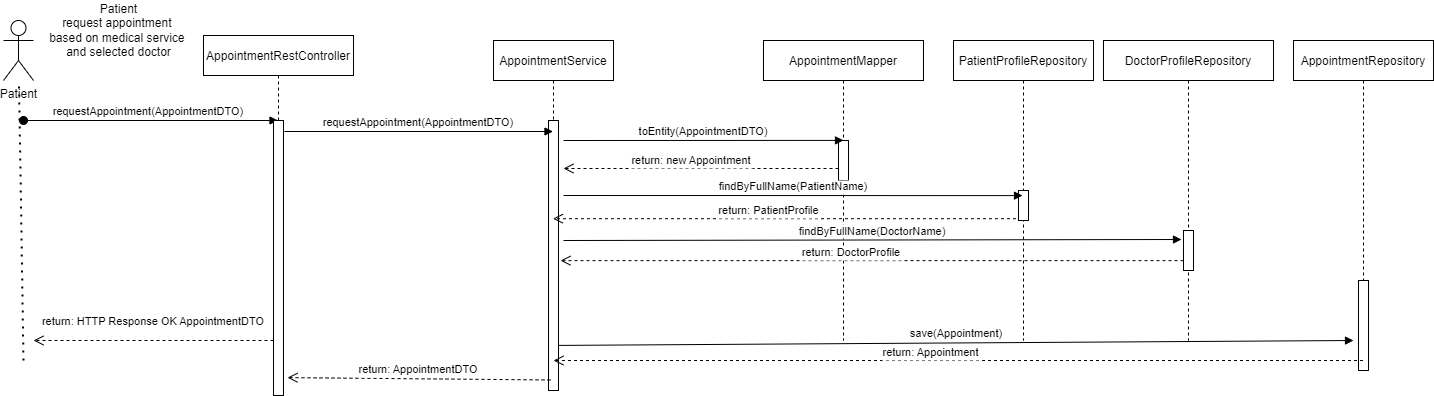 Patient
request appointment
based on medical service
and selected doctor
Patient
AppointmentRestController
AppointmentService
AppointmentMapper
PatientProfileRepository
DoctorProfileRepository
AppointmentRepository
requestAppointment(AppointmentDTO)
requestAppointment(AppointmentDTO)
toEntity(AppointmentDTO)
return: new Appointment
findByFullName(PatientName)
return: PatientProfile
findByFullName(DoctorName)
return: DoctorProfile
return: HTTP Response OK AppointmentDTO
save(Appointment)
return: Appointment
return: AppointmentDTO